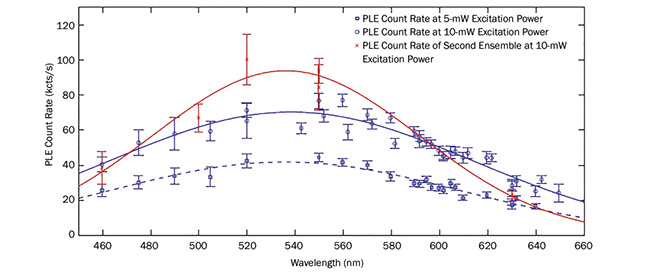 PLE Count Rate at 5-mW Excitation Power
PLE Count Rate at 10-mW Excitation Power
PLE Count Rate of Second Ensemble at 10-mW
Excitation Power
PLE Count Rate (kcts/s)
120
100
80
60
40
20
0
460 480 500 520 540 560 580 600 620 640 660
Wavelength (nm)